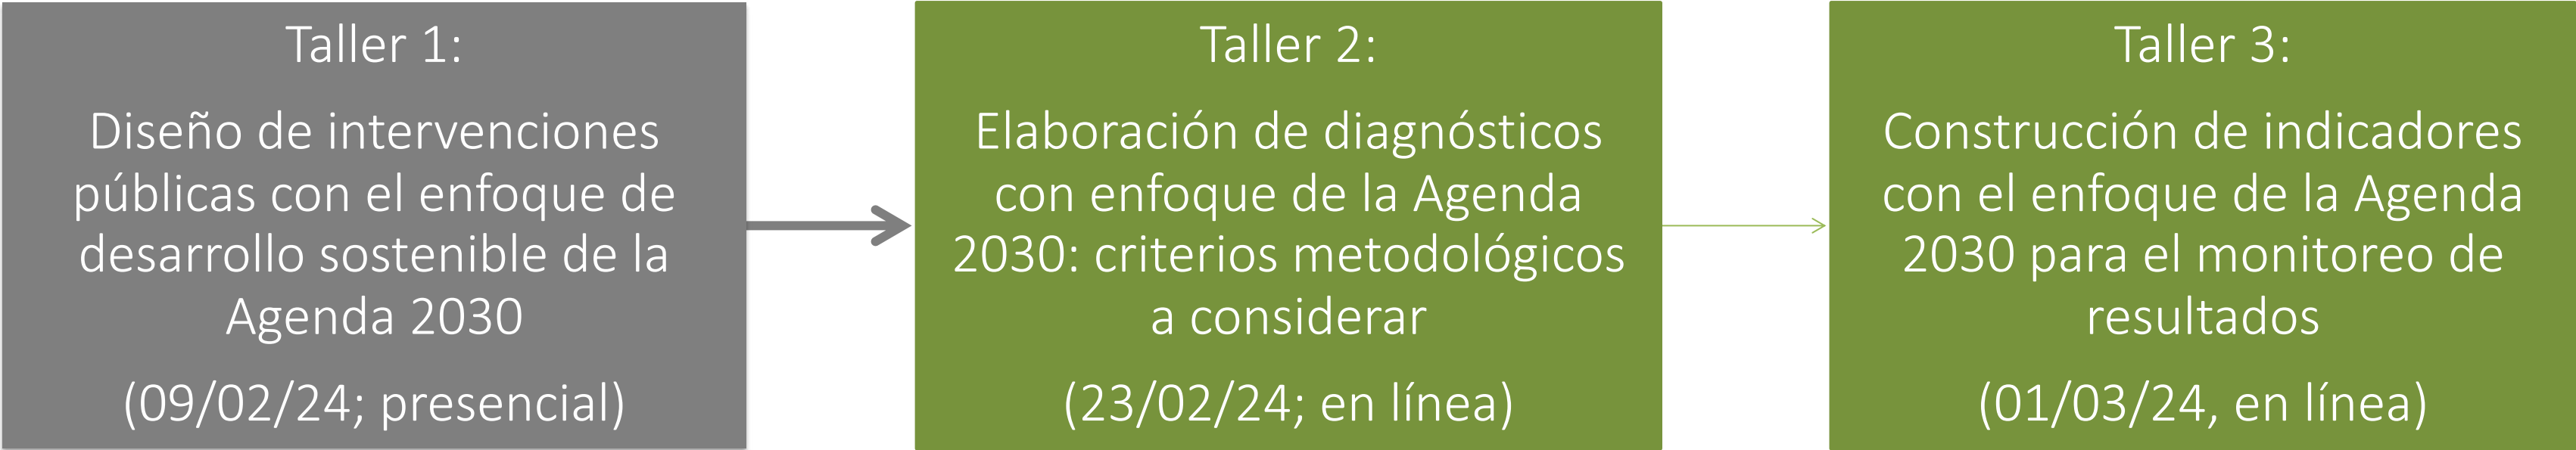 Taller 1:
Diseño de intervenciones
públicas con el enfoque de
desarrollo sostenible de la
Agenda 2030
(09/02/24; presencial)
Taller 2:
Elaboración de diagnósticos
con enfoque de la Agenda
2030: criterios metodológicos
a considerar
(23/02/24; en línea)
Taller 3:
Construcción de indicadores
con el enfoque de la Agenda
2030 para el monitoreo de
resultados
(01/03/24, en línea)